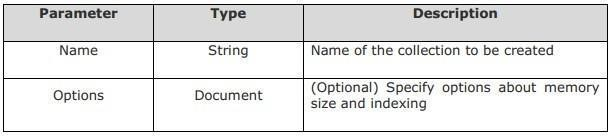 Parameter Type Description
Name String Name of the collection to be created
Options Document (Optional) Specify options about memory
size and indexing